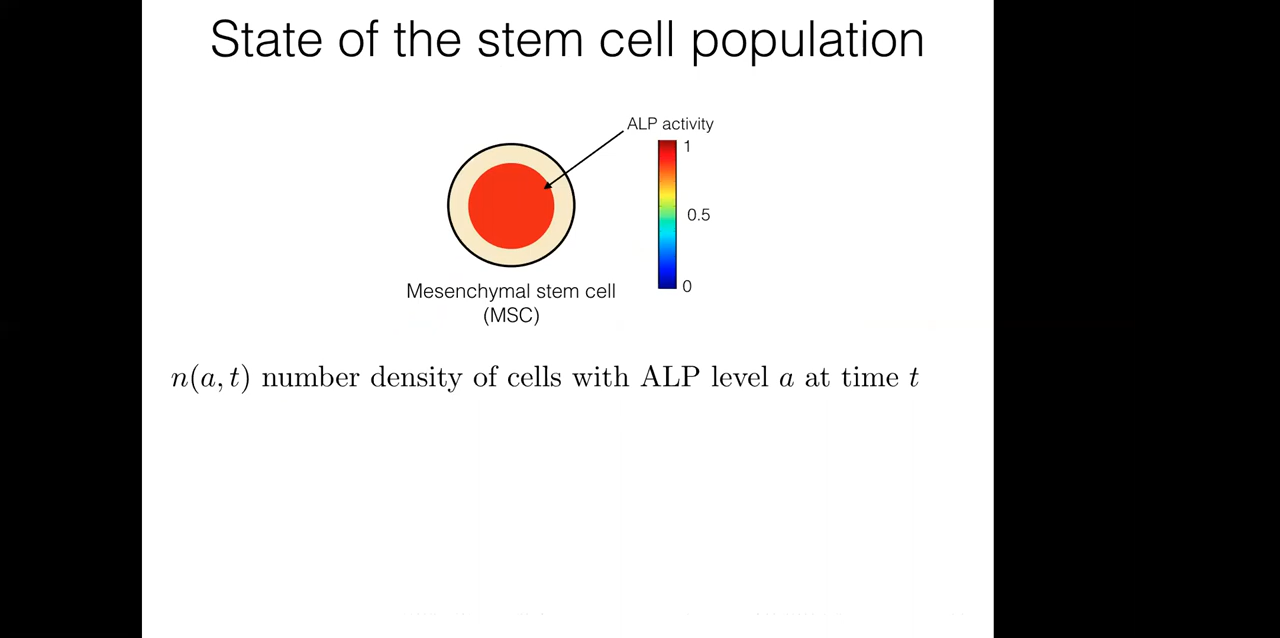 State of the stem cell population
ALP activity
1
0.5
0
Mesenchymal stem cell
(MSC)
n(a, t) number density of cells with ALP level a at time t